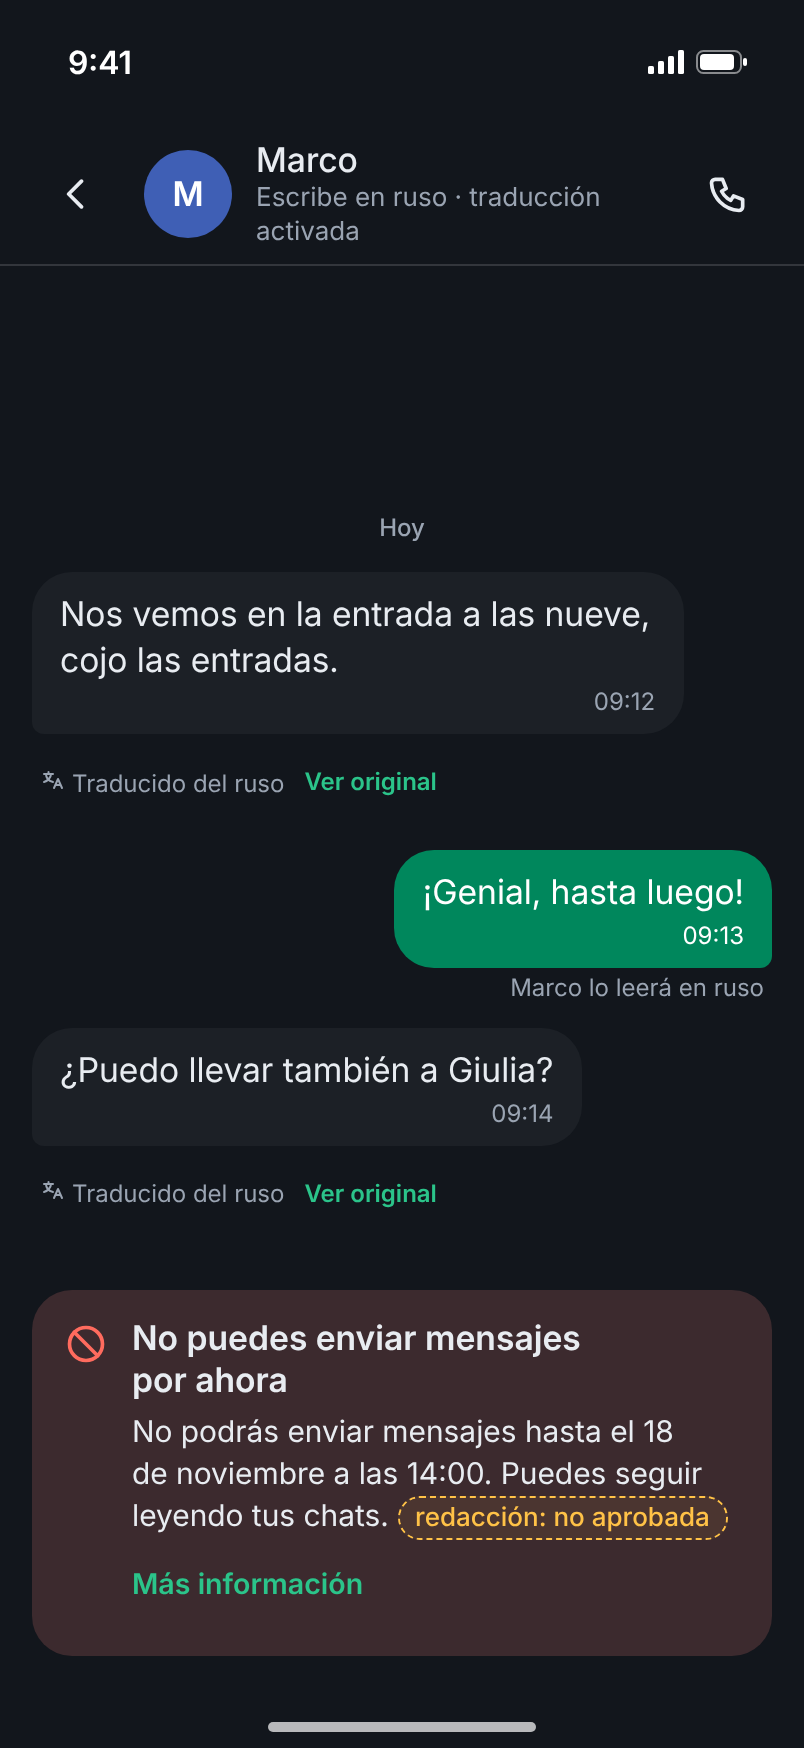 9:41
M
Marco
Escribe en ruso · traducción
activada
Hoy
Nos vemos en la entrada a las nueve,
cojo las entradas.
09:12
Traducido del ruso Ver original
¡Genial, hasta luego!
09:13
Marco lo leerá en ruso
¿Puedo llevar también a Giulia?
09:14
Traducido del ruso Ver original
No puedes enviar mensajes
por ahora
No podrás enviar mensajes hasta el 18
de noviembre a las 14:00. Puedes seguir
leyendo tus chats. redacción: no aprobada
Más información